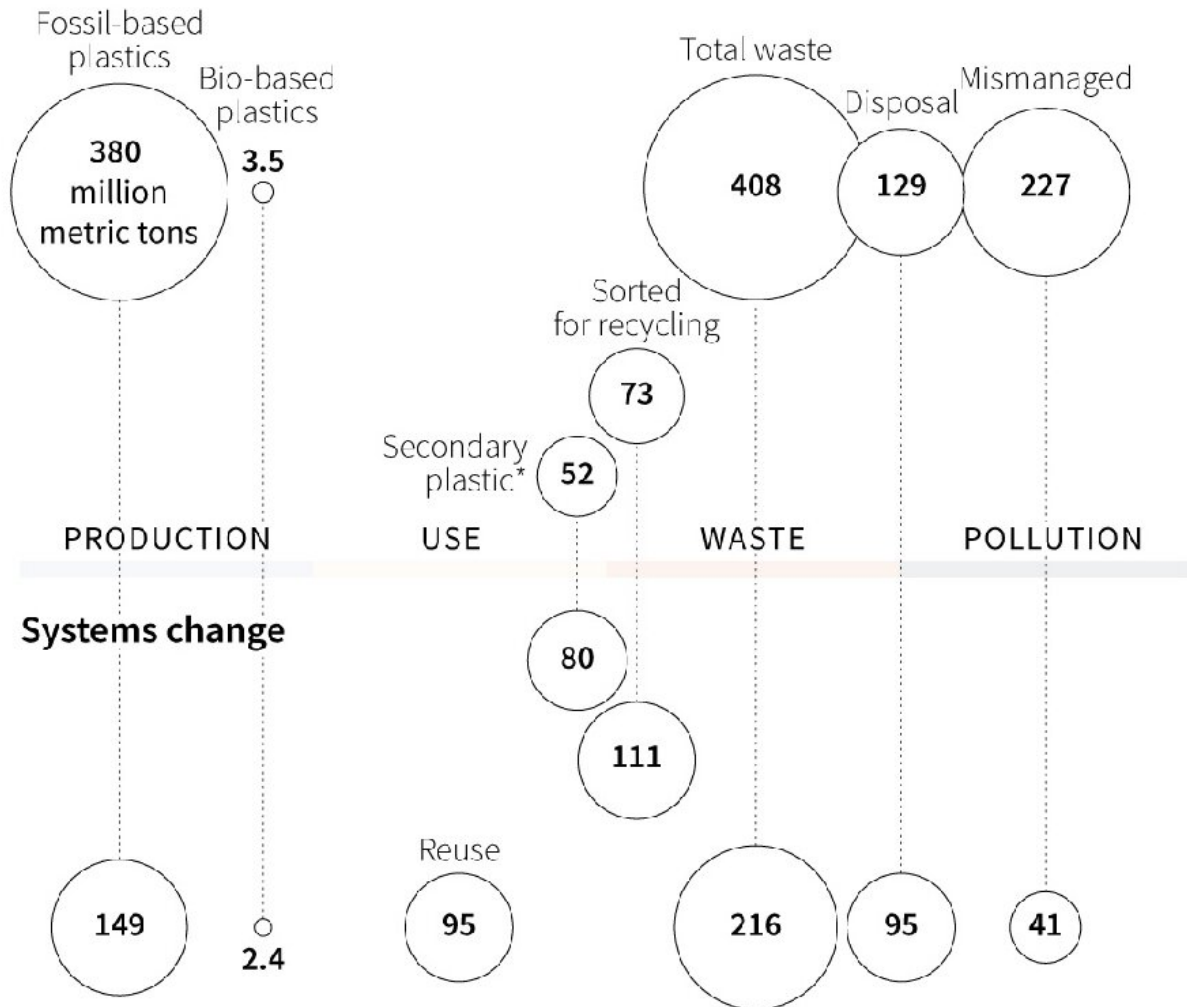 Fossil-based
plastics
Bio-based
plastics
380
million
metric tons
3.5
Total waste
408
Disposal
129
Mismanaged
227
Sorted
for recycling
73
Secondary
plastic*
52
PRODUCTION
USE
WASTE
POLLUTION
Systems change
80
111
Reuse
149
2.4
95
216
95
41